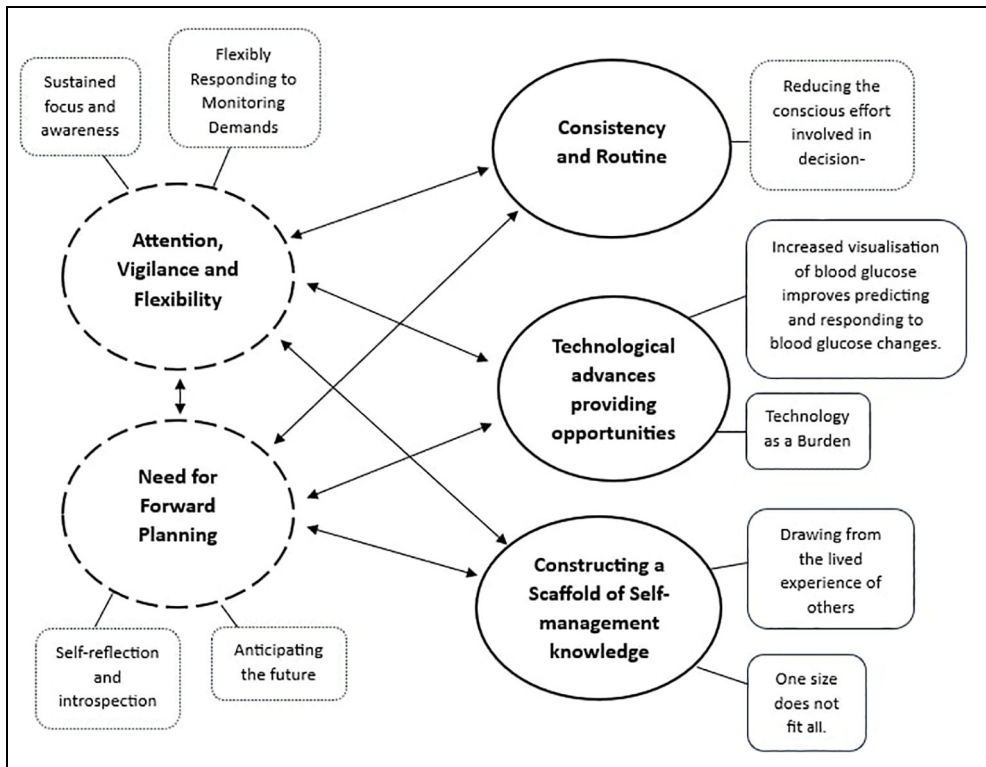 Sustained
focus and
awareness
Flexibly
Responding to
Monitoring
Demands
Attention,
Vigilance and
Flexibility
Need for
Forward
Planning
Self-reflection
and
introspection
Anticipating
the future
Consistency
and Routine
Reducing the
conscious effort
involved in
decision-
Technological
advances
providing
opportunities
Increased visualisation
of blood glucose
improves predicting
and responding to
blood glucose changes.
Technology
as a Burden
Constructing a
Scaffold of Self-
management
knowledge
Drawing from
the lived
experience of
others
One size
does not
fit all.